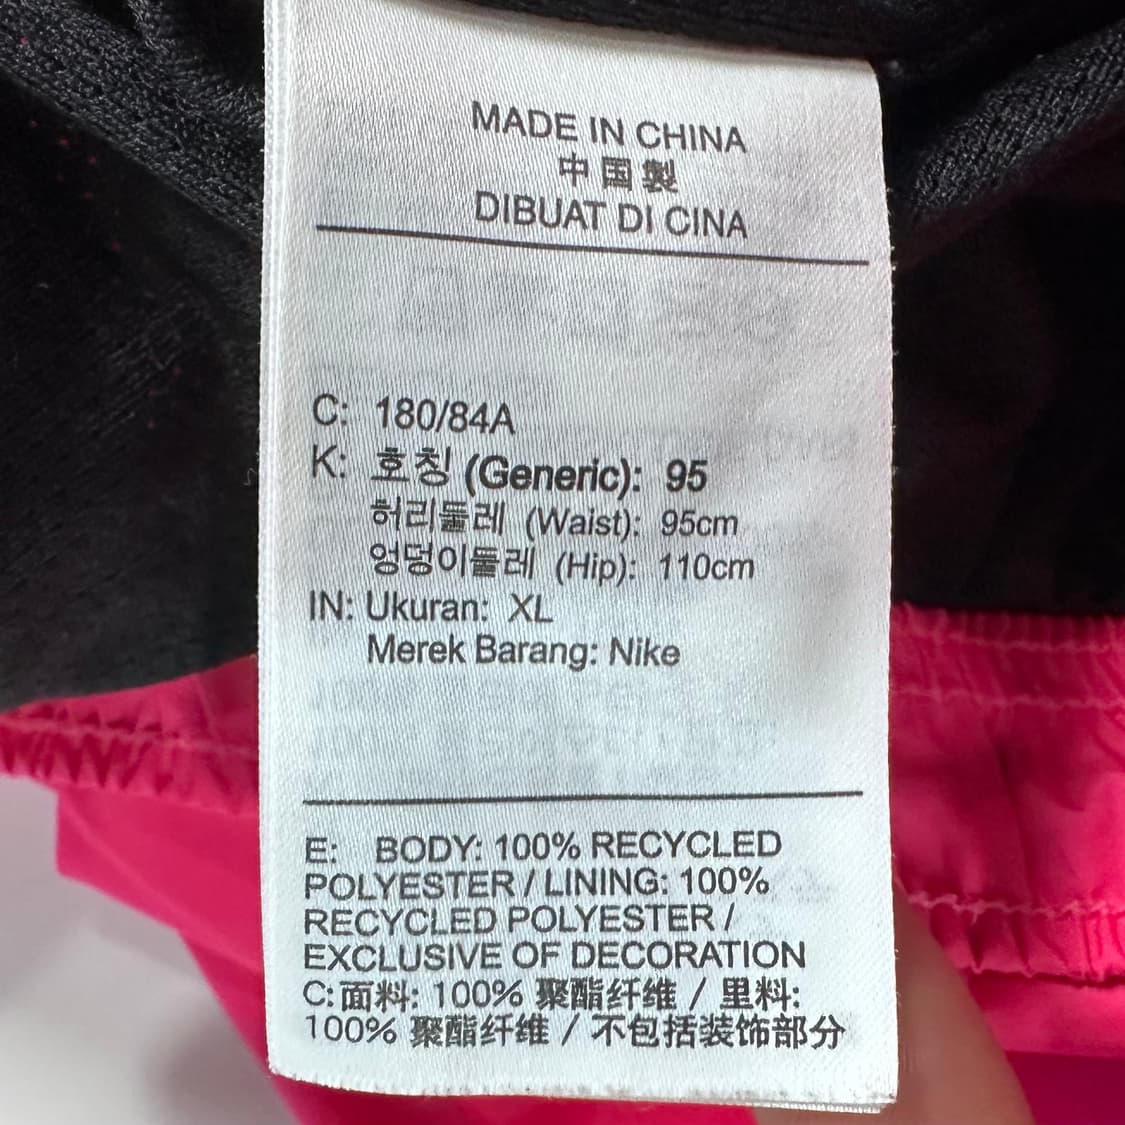 MADE IN CHINA
中国製
DIBUAT DI CINA
C: 180/84A
K: 호칭 (Generic): 95
허리둘레 (Waist): 95cm
엉덩이둘레 (Hip): 110cm
IN: Ukuran: XL
Merek Barang: Nike
E: BODY: 100% RECYCLED
POLYESTER / LINING: 100%
RECYCLED POLYESTER /
EXCLUSIVE OF DECORATION
C: 面料: 100% 聚酯纤维 / 里料:
100% 聚酯纤维 / 不包括装饰部分